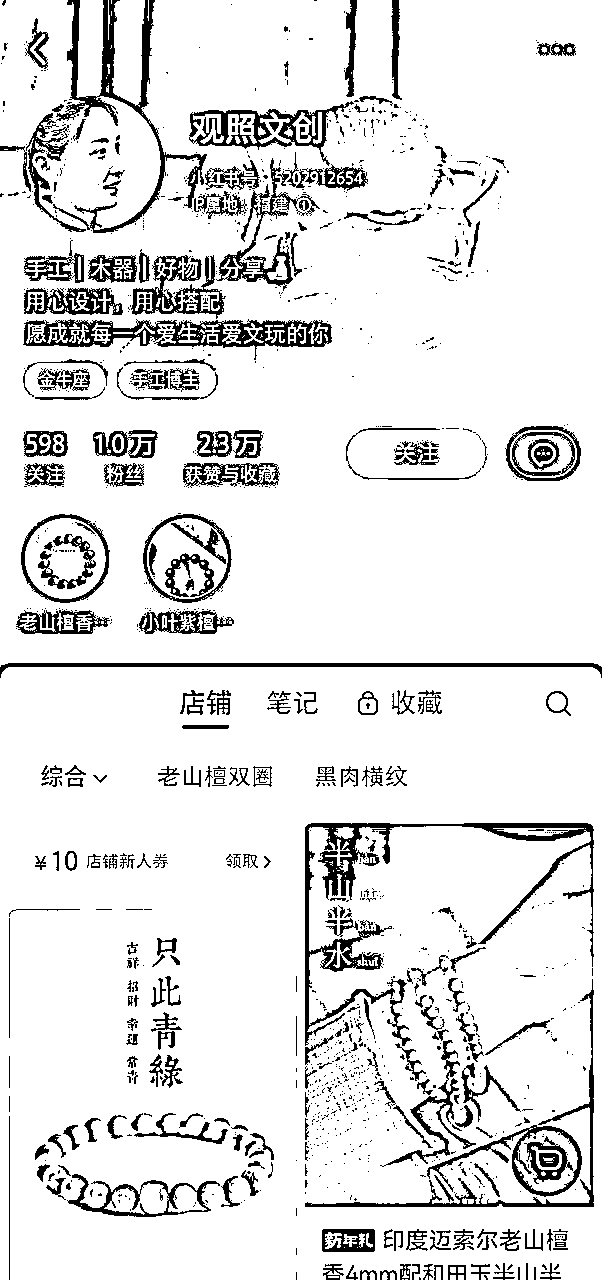 观照文创
小红书号：5202912654
IP属地：福建
手工 | 木器 | 好物 | 分享
用心设计，用心搭配
愿成就每一个爱生活爱文玩的你
金牛座 手工博主
598 1.0万 2.3万
关注 粉丝 获赞与收藏
关注
老山檀香… 小叶紫檀…
店铺 笔记 收藏
综合 老山檀双圈 黑肉横纹
¥10 店铺新人券 领取
只此青綠
吉祥 招财 幸運 常青
半山半水
ban
ban
shui
新年礼 印度迈索尔老山檀
香4mm配和田玉半山半